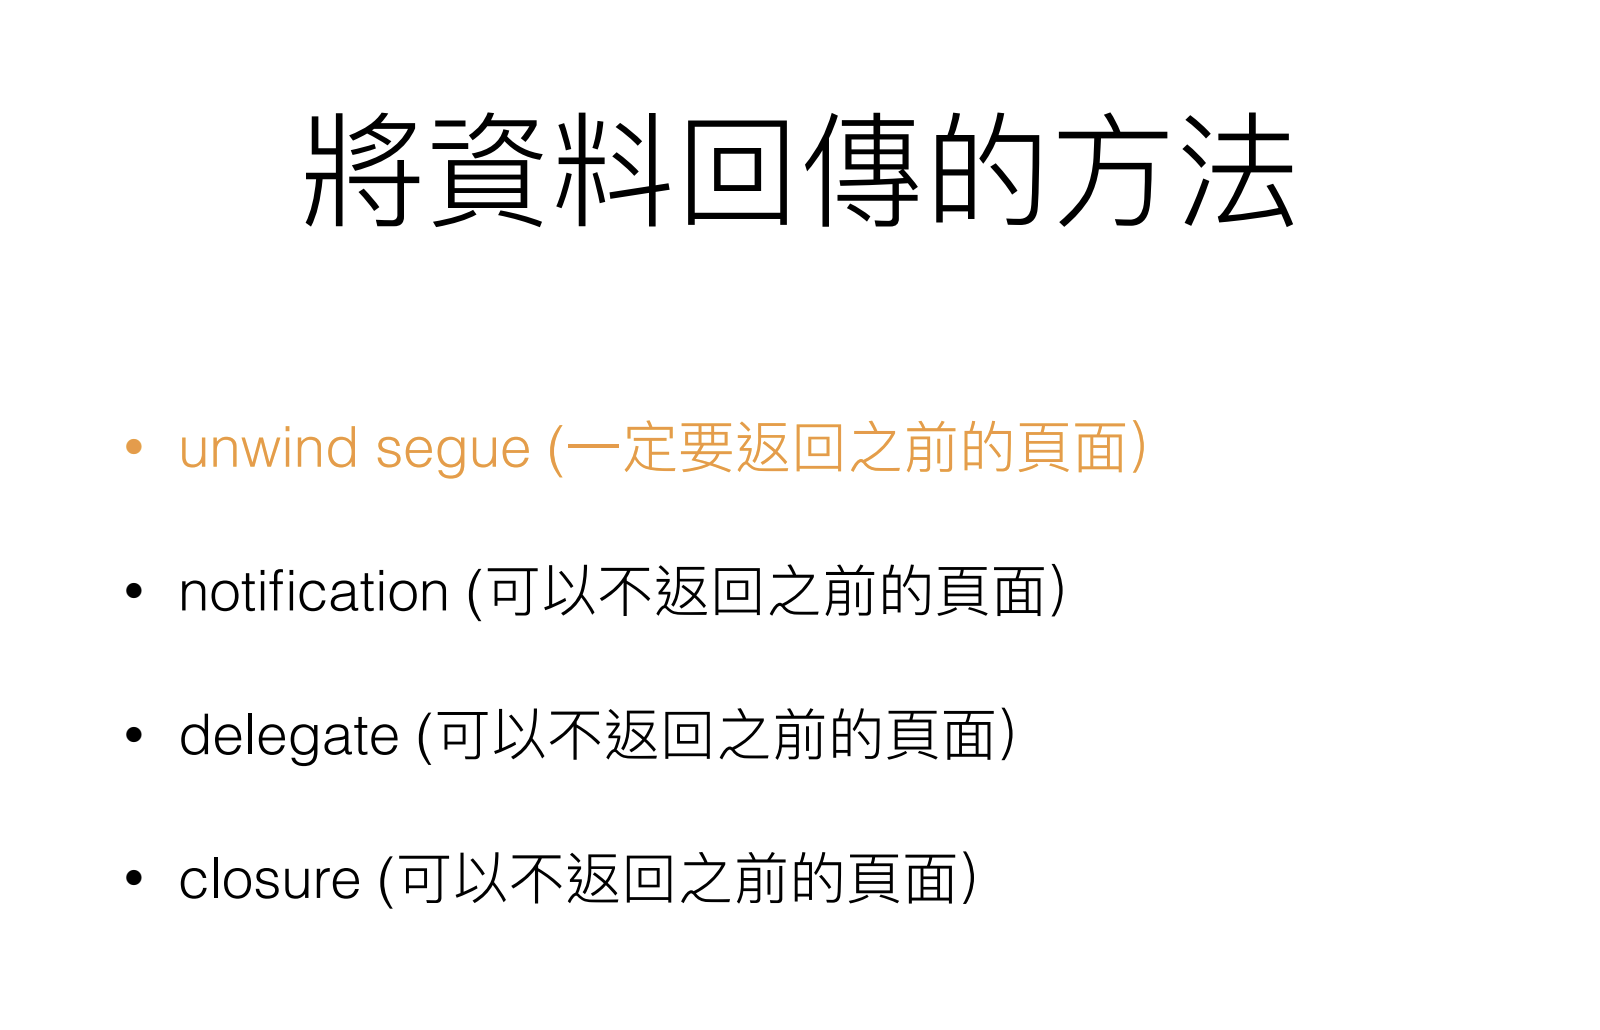 將資料回傳的方法
• unwind segue (一定要返回之前的頁面)
• notification (可以不返回之前的頁面)
• delegate (可以不返回之前的頁面)
• closure (可以不返回之前的頁面)